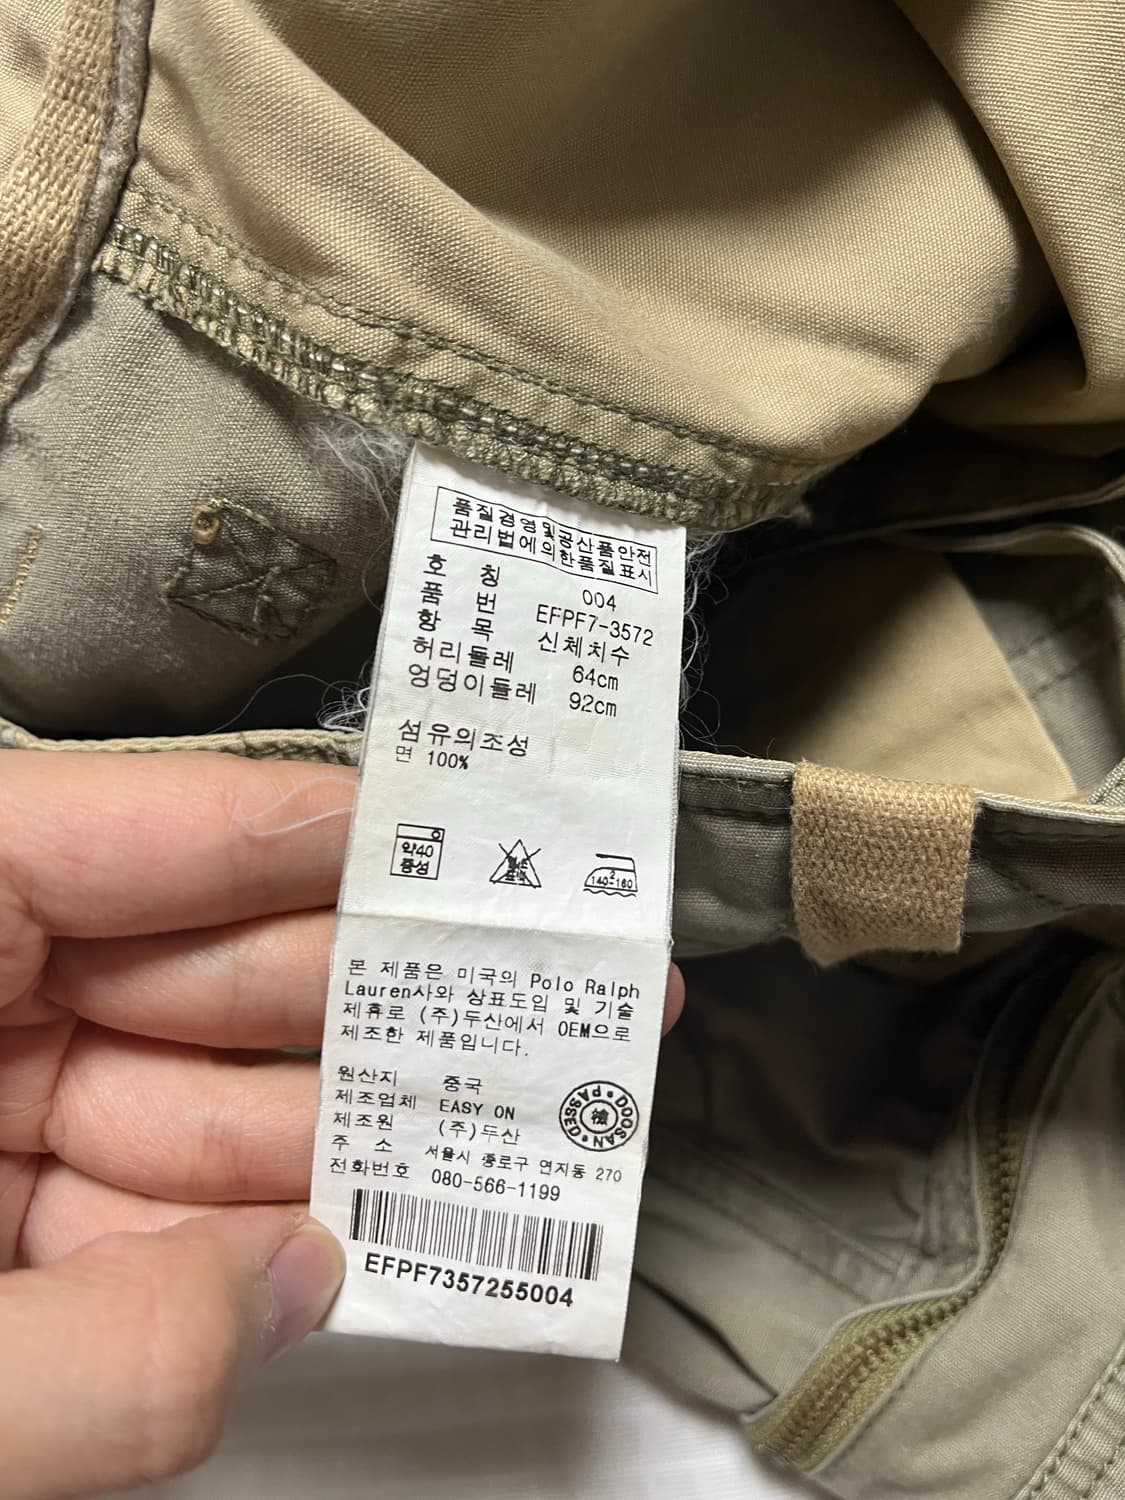 품질경영및공산품안전
관리법에의한품질표시
호 칭 004
품 번 EFPF7-3572
항 목 신체치수
허리둘레 64cm
엉덩이둘레 92cm
섬유의조성
면 100%
약40
중성
2
140~160
본 제품은 미국의 Polo Ralph
Lauren사와 상표도입 및 기술
제휴로 (주)두산에서 OEM으로
제조한 제품입니다.
원산지 중국
제조업체 EASY ON
제조원 (주)두산
주 소 서울시 종로구 연지동 270
전화번호 080-566-1199
DOOSAN PASSED
檢
EFPF7357255004